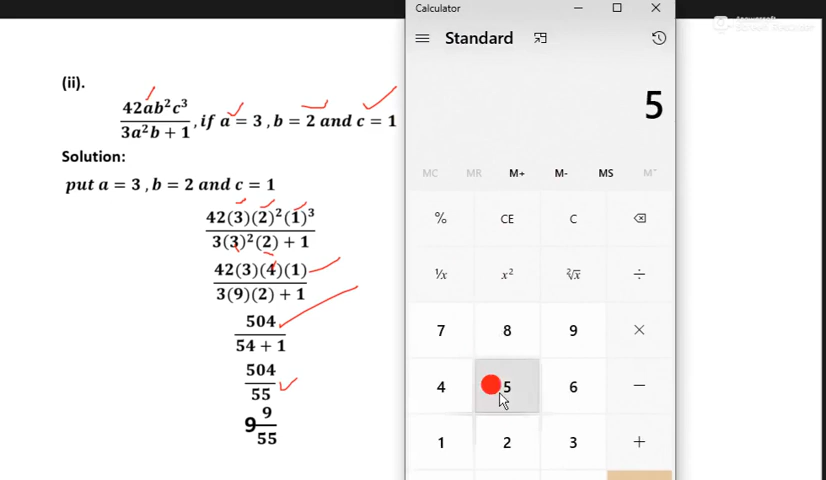 Calculator
Standard
5
MC MR M+ M- MS M˅
% CE C
¹/x x² ²√x ÷
7 8 9 ×
4 5 6 −
1 2 3 +
(ii).
42ab²c³ / 3a²b + 1 , if a = 3 , b = 2 and c = 1
Solution:
put a = 3 , b = 2 and c = 1
42(3)(2)²(1)³ / 3(3)²(2) + 1
42(3)(4)(1) / 3(9)(2) + 1
504 / 54 + 1
504 / 55
9 9/55